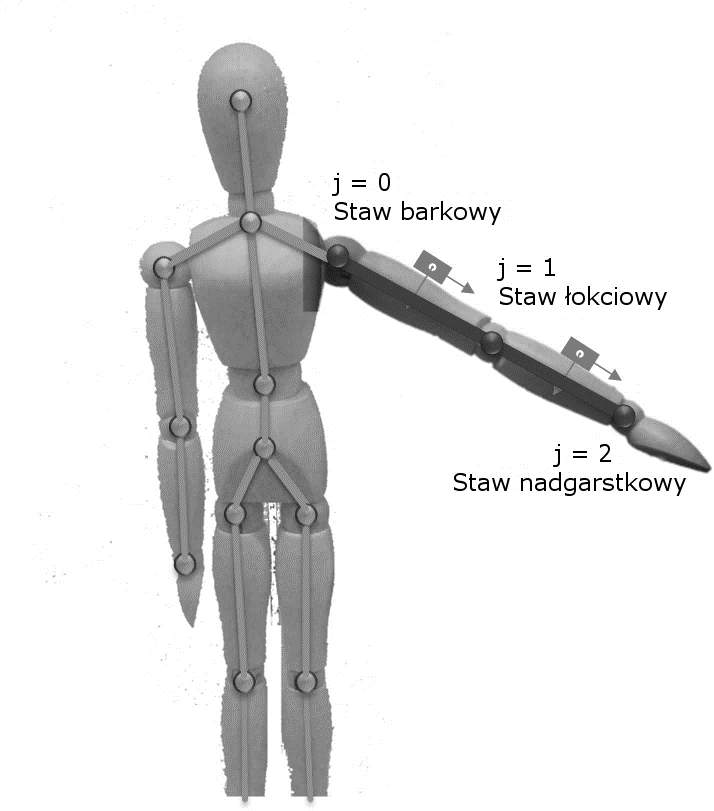 j = 0
Staw barkowy
j = 1
Staw łokciowy
j = 2
Staw nadgarstkowy